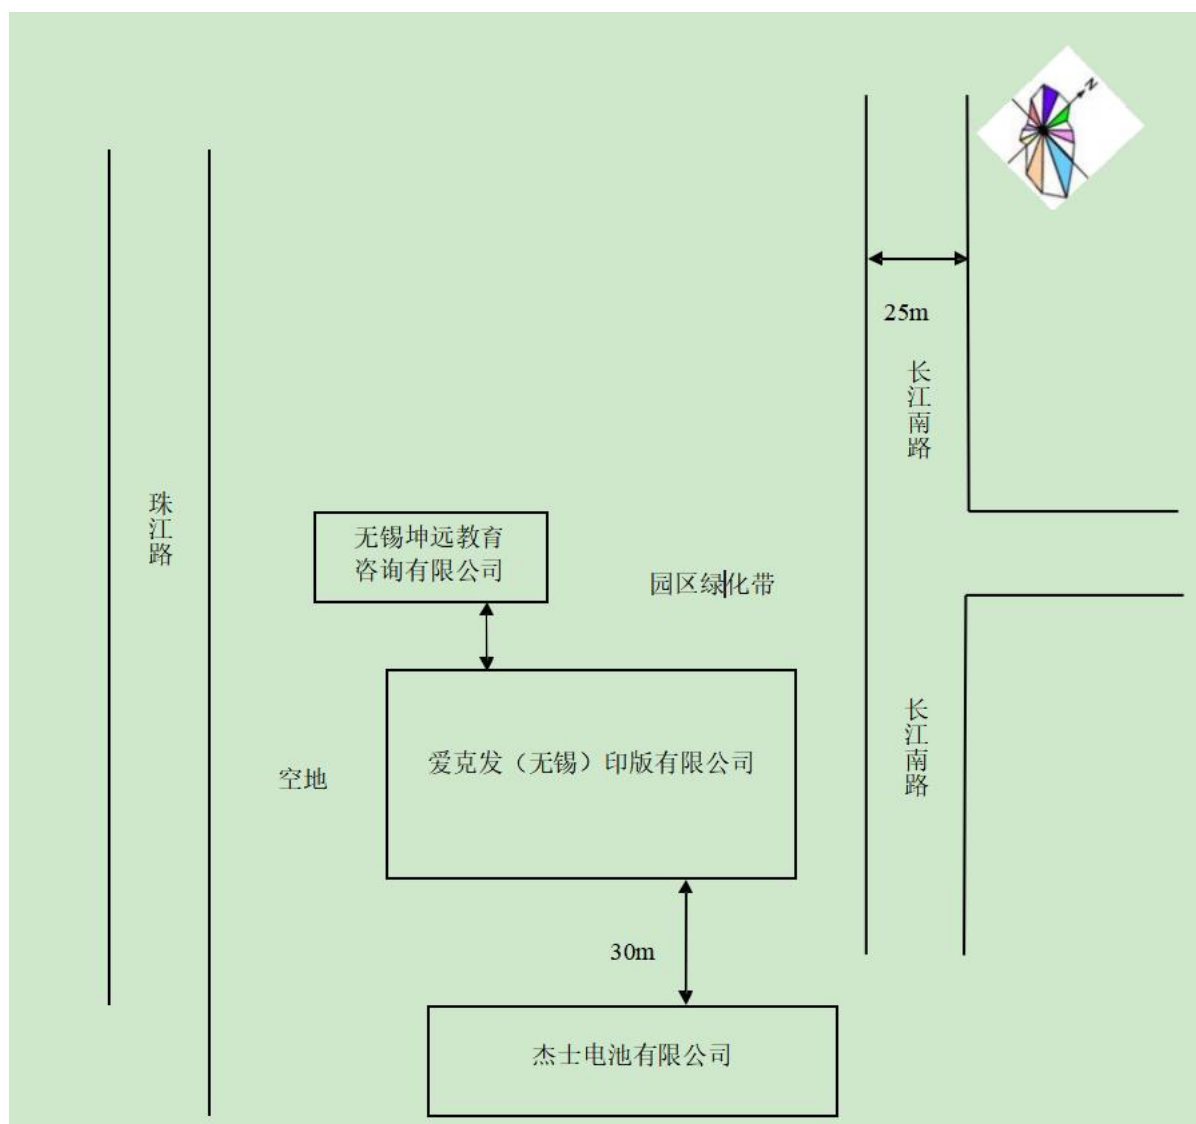 N
25m
长江南路
珠江路
无锡坤远教育
咨询有限公司
园区绿化带
长江南路
爱克发（无锡）印版有限公司
空地
30m
杰士电池有限公司